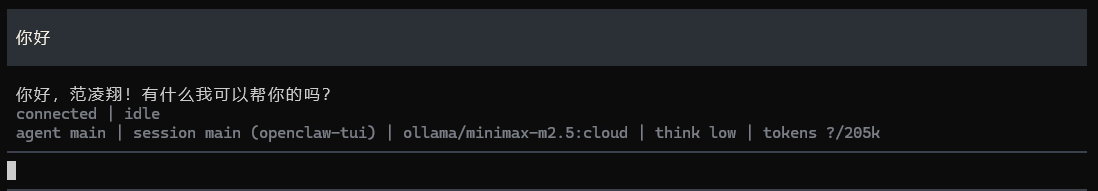 你好
你好，范凌翔！有什么我可以帮你的吗？
connected | idle
agent main | session main (openclaw-tui) | ollama/minimax-m2.5:cloud | think low | tokens ?/205k